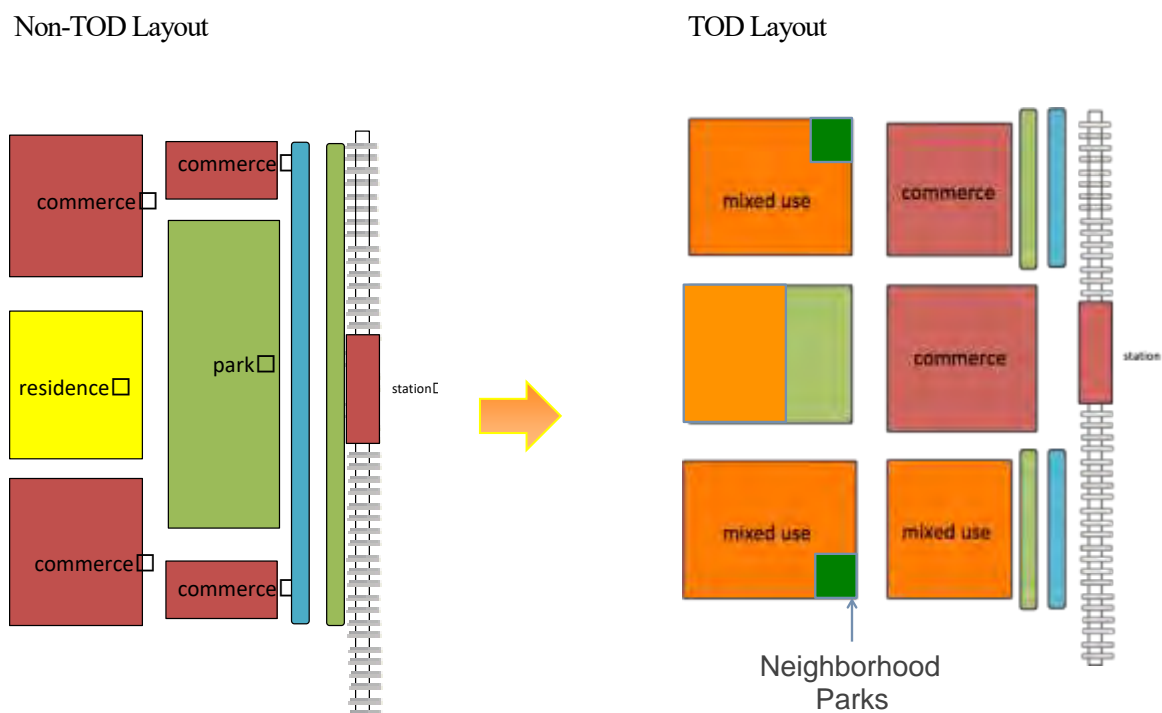 Non-TOD Layout
TOD Layout
commerce
commerce
residence
park
station
commerce
commerce
mixed use
commerce
commerce
station
mixed use
mixed use
Neighborhood
Parks